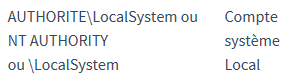 AUTHORITE\LocalSystem ou Compte
NT AUTHORITY système
ou \LocalSystem Local